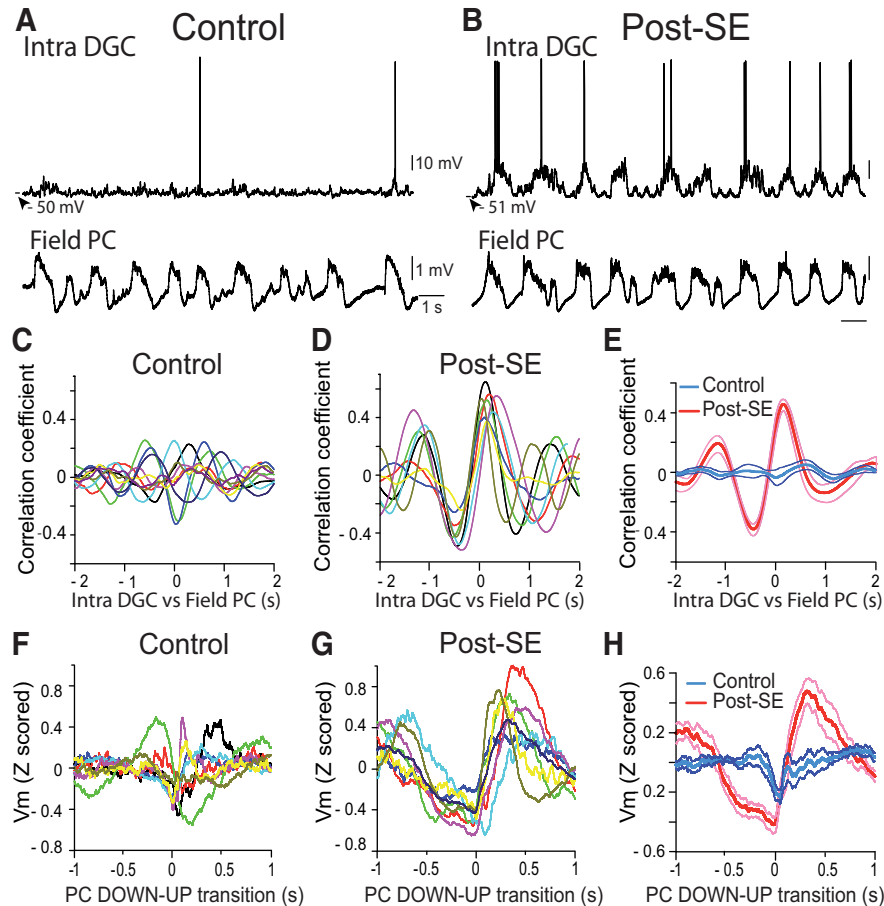 A Control
Intra DGC
10 mV
- 50 mV
Field PC
1 mV
1 s
B Post-SE
Intra DGC
- 51 mV
Field PC
C Control
Correlation coefficient
0.4
0
-0.4
- 2 -1 0 1 2
Intra DGC vs Field PC (s)
D Post-SE
Correlation coefficient
0.4
0
- 0.4
- 2 -1 0 1 2
Intra DGC vs Field PC (s)
E
Control
Post-SE
Correlation coefficient
0.4
0
0.4
-2 -1 0 1 2
Intra DGC vs Field PC (s)
F Control
Vm (Z scored)
0.8
0.4
0
- 0.4
- 0.8
-1 -0.5 0 0.5 1
PC DOWN-UP transition (s)
G Post-SE
Vm (Z scored)
0.8
0.4
0
- 0.4
- 0.8
-1 -0.5 0 0.5 1
PC DOWN-UP transition (s)
H
Control
Post-SE
Vm (Z scored)
0.6
0.2
0.2
-0.6
-1 -0.5 0 0.5 1
PC DOWN-UP transition (s)